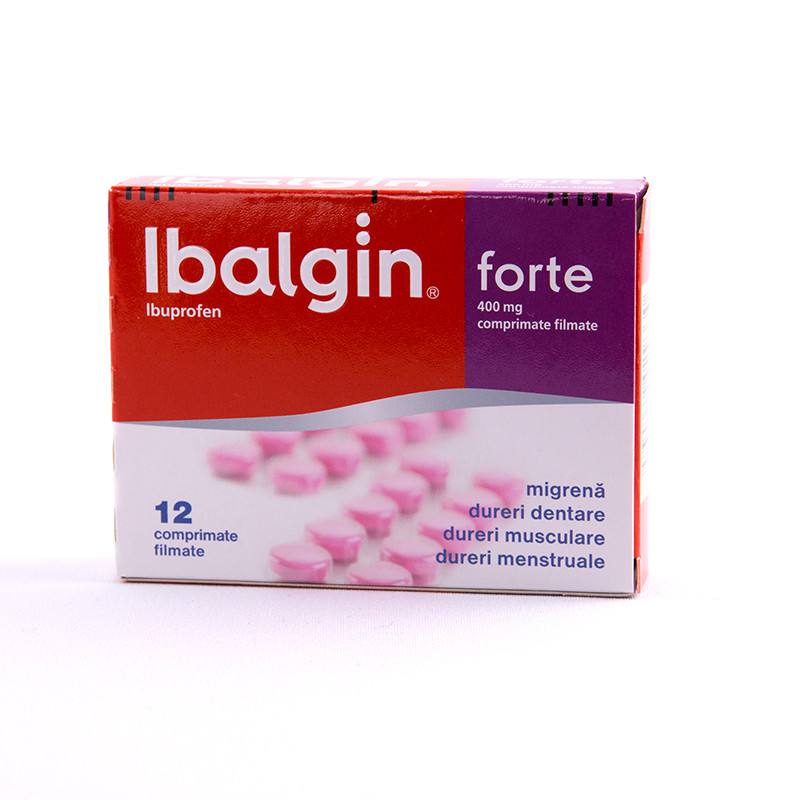 Ibalgin®
Ibuprofen
forte
400 mg
comprimate filmate
12
comprimate
filmate
migrenă
dureri dentare
dureri musculare
dureri menstruale